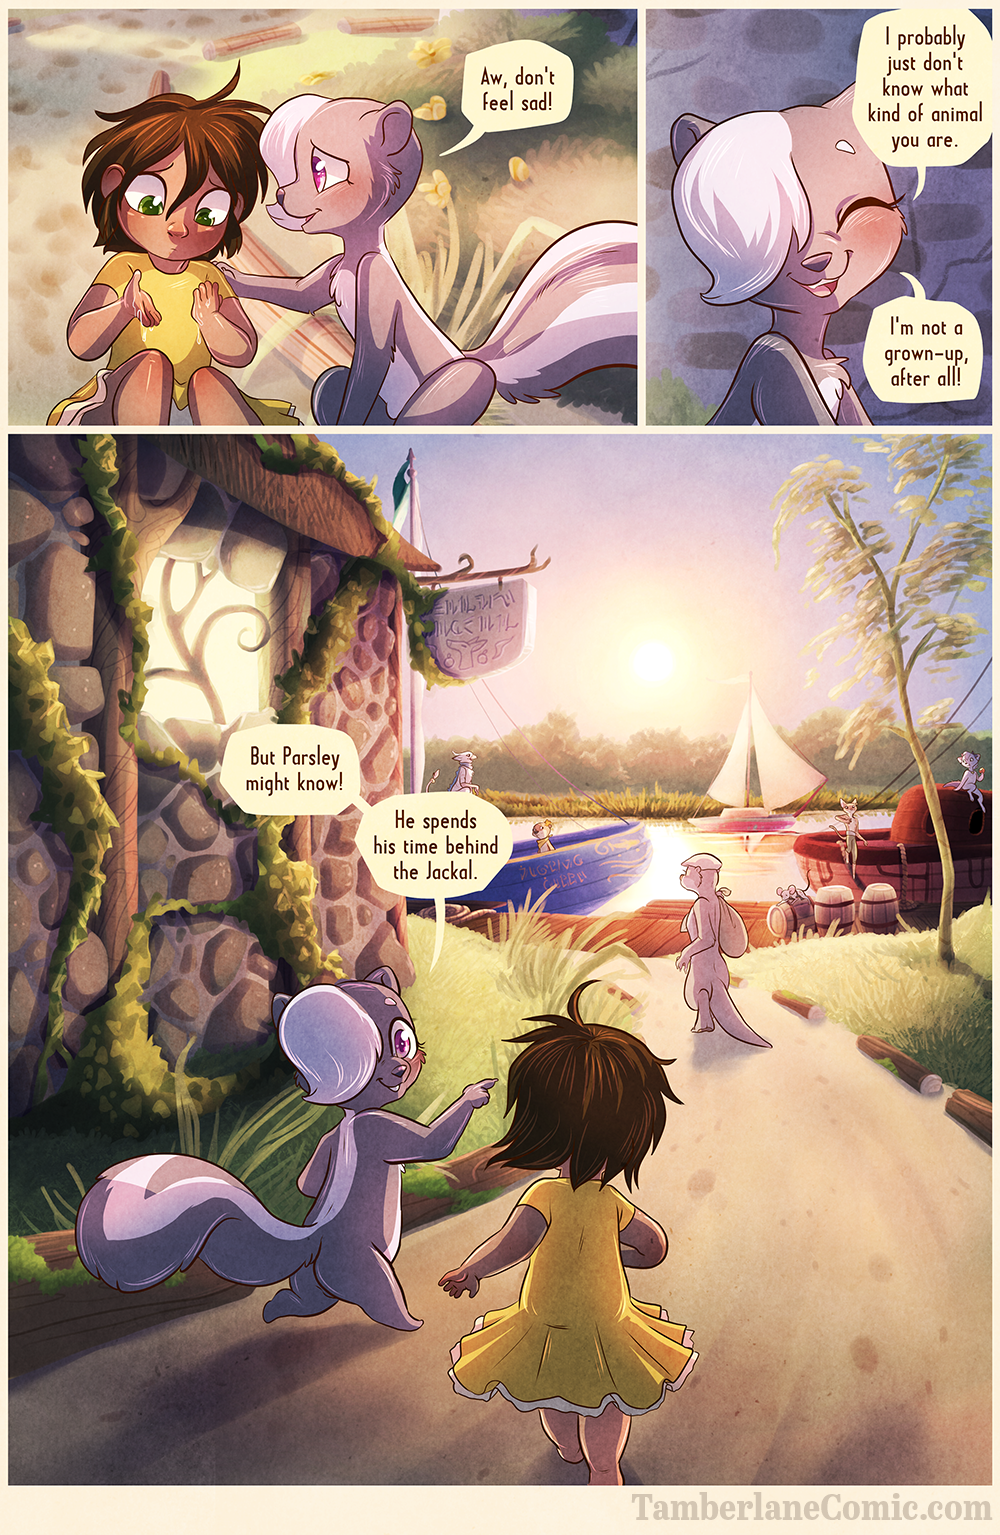 Aw, don't
feel sad!
I probably
just don't
know what
kind of animal
you are.
I'm not a
grown-up,
after all!
But Parsley
might know!
He spends
his time behind
the Jackal.
TamberlaneComic.com